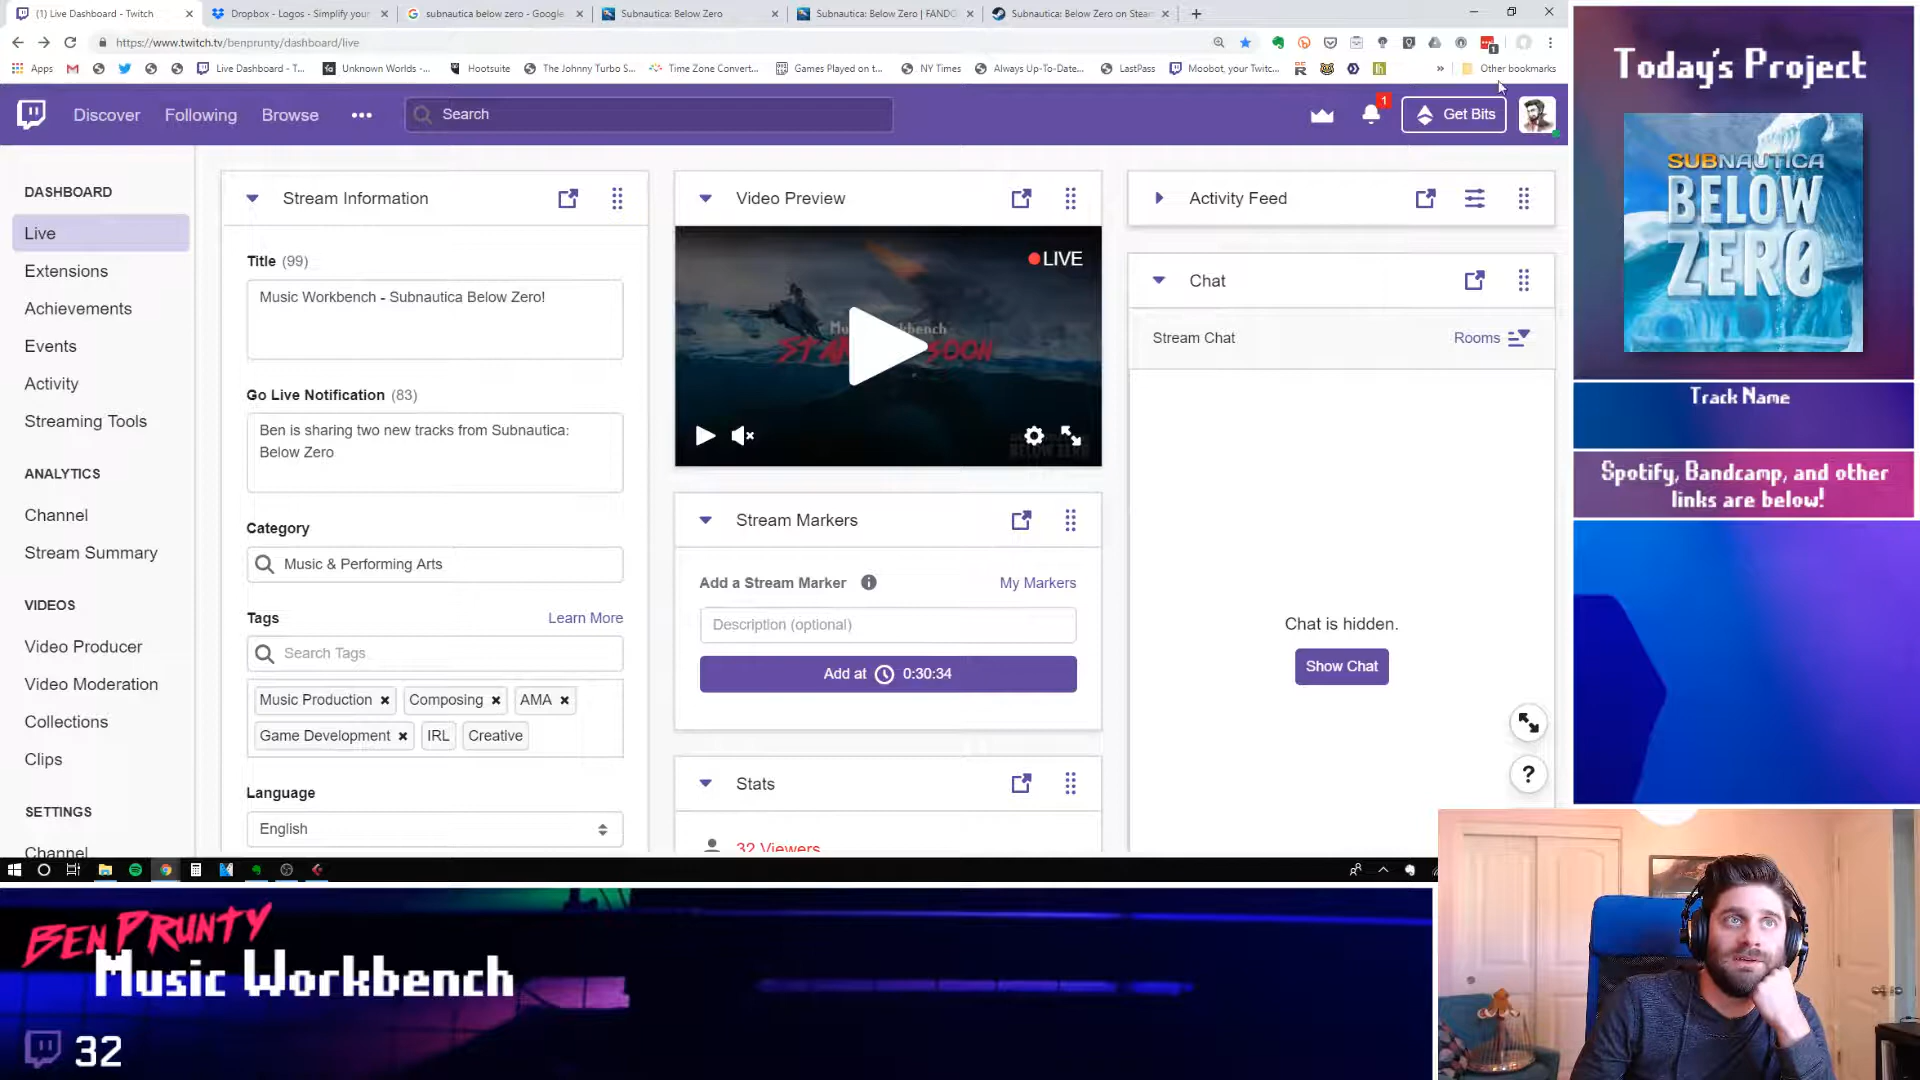 (1) Live Dashboard - Twitch
Dropbox - Logos - Simplify your
subnautica below zero - Google
Subnautica: Below Zero
Subnautica: Below Zero | FANDO
Subnautica: Below Zero on Steam
https://www.twitch.tv/benprunty/dashboard/live
Apps
Live Dashboard - T...
Unknown Worlds -...
Hootsuite
The Johnny Turbo S...
Time Zone Convert...
Games Played on t...
NY Times
Always Up-To-Date...
LastPass
Moobot, your Twitc...
Other bookmarks
Discover
Following
Browse
Search
1
Get Bits
DASHBOARD
Live
Extensions
Achievements
Events
Activity
Streaming Tools
ANALYTICS
Channel
Stream Summary
VIDEOS
Video Producer
Video Moderation
Collections
Clips
SETTINGS
Channel
Stream Information
Title (99)
Music Workbench - Subnautica Below Zero!
Go Live Notification (83)
Ben is sharing two new tracks from Subnautica:
Below Zero
Category
Music & Performing Arts
Tags
Learn More
Search Tags
Music Production
Composing
AMA
Game Development
IRL
Creative
Language
English
Video Preview
LIVE
Stream Markers
Add a Stream Marker
My Markers
Description (optional)
Add at 0:30:34
Stats
32 Viewers
Activity Feed
Chat
Stream Chat
Rooms
Chat is hidden.
Show Chat
?
Today's Project
SUBNAUTICA
BELOW
ZERO
Track Name
Spotify, Bandcamp, and other
links are below!
BEN PRUNTY
Music Workbench
32